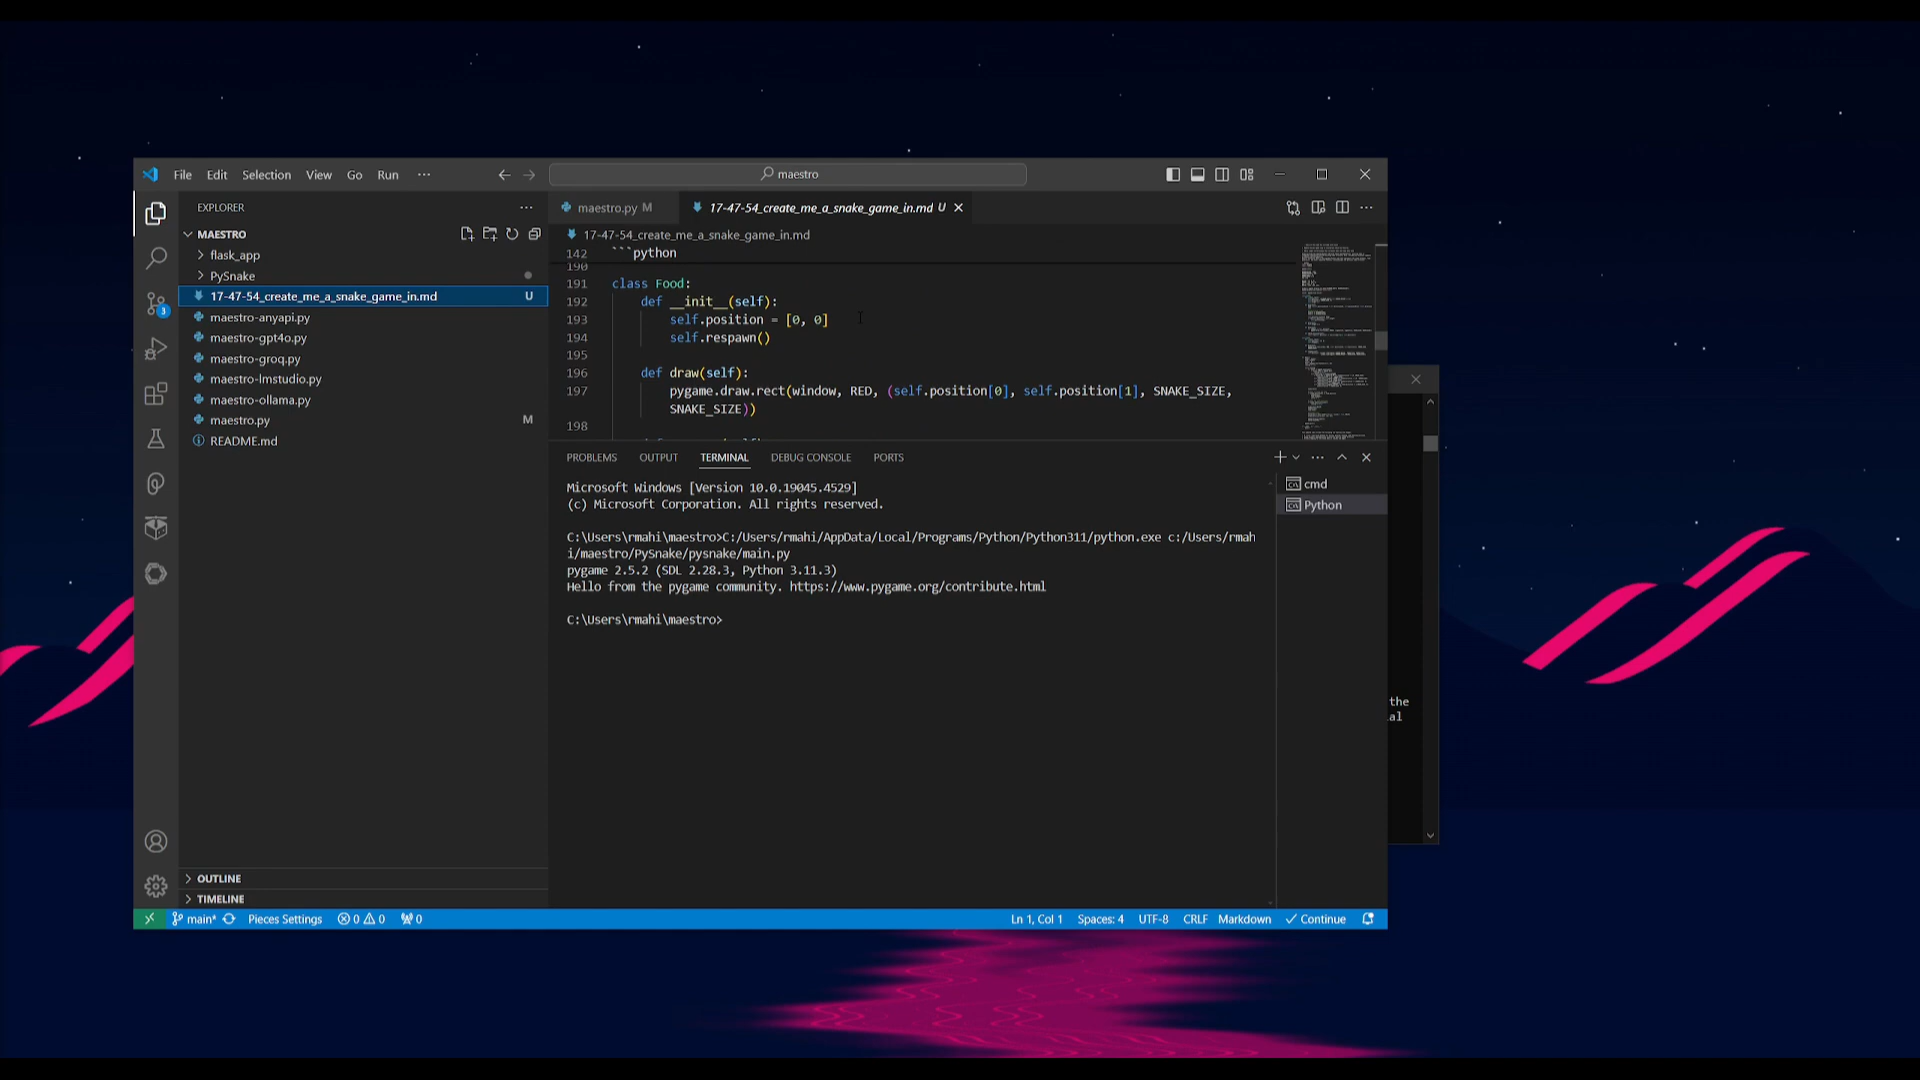 File Edit Selection View Go Run ···
maestro
EXPLORER
MAESTRO
flask_app
PySnake
17-47-54_create_me_a_snake_game_in.md U
maestro-anyapi.py
maestro-gpt4o.py
maestro-groq.py
maestro-lmstudio.py
maestro-ollama.py
maestro.py M
README.md
OUTLINE
TIMELINE
3
maestro.py M
17-47-54_create_me_a_snake_game_in.md U
17-47-54_create_me_a_snake_game_in.md
142 ```python
190
191 class Food:
192 def __init__(self):
193 self.position = [0, 0]
194 self.respawn()
195
196 def draw(self):
197 pygame.draw.rect(window, RED, (self.position[0], self.position[1], SNAKE_SIZE,
SNAKE_SIZE))
198
PROBLEMS OUTPUT TERMINAL DEBUG CONSOLE PORTS
Microsoft Windows [Version 10.0.19045.4529]
(c) Microsoft Corporation. All rights reserved.
C:\Users\rmahi\maestro>C:/Users/rmahi/AppData/Local/Programs/Python/Python311/python.exe c:/Users/rmah
i/maestro/PySnake/pysnake/main.py
pygame 2.5.2 (SDL 2.28.3, Python 3.11.3)
Hello from the pygame community. https://www.pygame.org/contribute.html
C:\Users\rmahi\maestro>
cmd
Python
the
al
main* Pieces Settings 0 0 0
Ln 1, Col 1 Spaces: 4 UTF-8 CRLF Markdown Continue